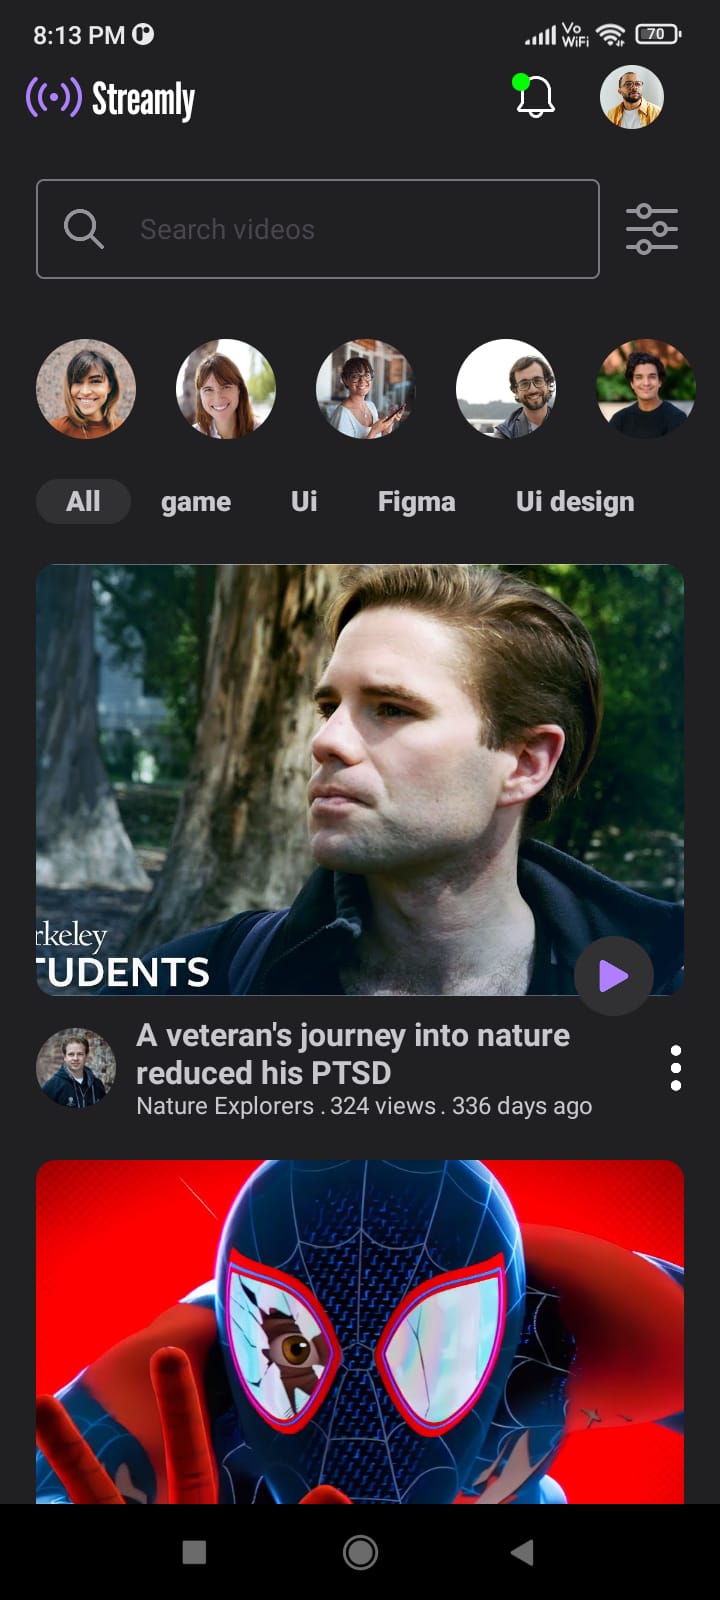 8:13 PM
Vo
WiFi
70
Streamly
Search videos
All game Ui Figma Ui design
rkeley
TUDENTS
A veteran's journey into nature
reduced his PTSD
Nature Explorers . 324 views . 336 days ago